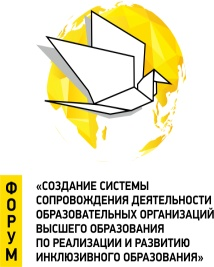 ФОРУМ
«СОЗДАНИЕ СИСТЕМЫ
СОПРОВОЖДЕНИЯ ДЕЯТЕЛЬНОСТИ
ОБРАЗОВАТЕЛЬНЫХ ОРГАНИЗАЦИЙ
ВЫСШЕГО ОБРАЗОВАНИЯ
ПО РЕАЛИЗАЦИИ И РАЗВИТИЮ
ИНКЛЮЗИВНОГО ОБРАЗОВАНИЯ»